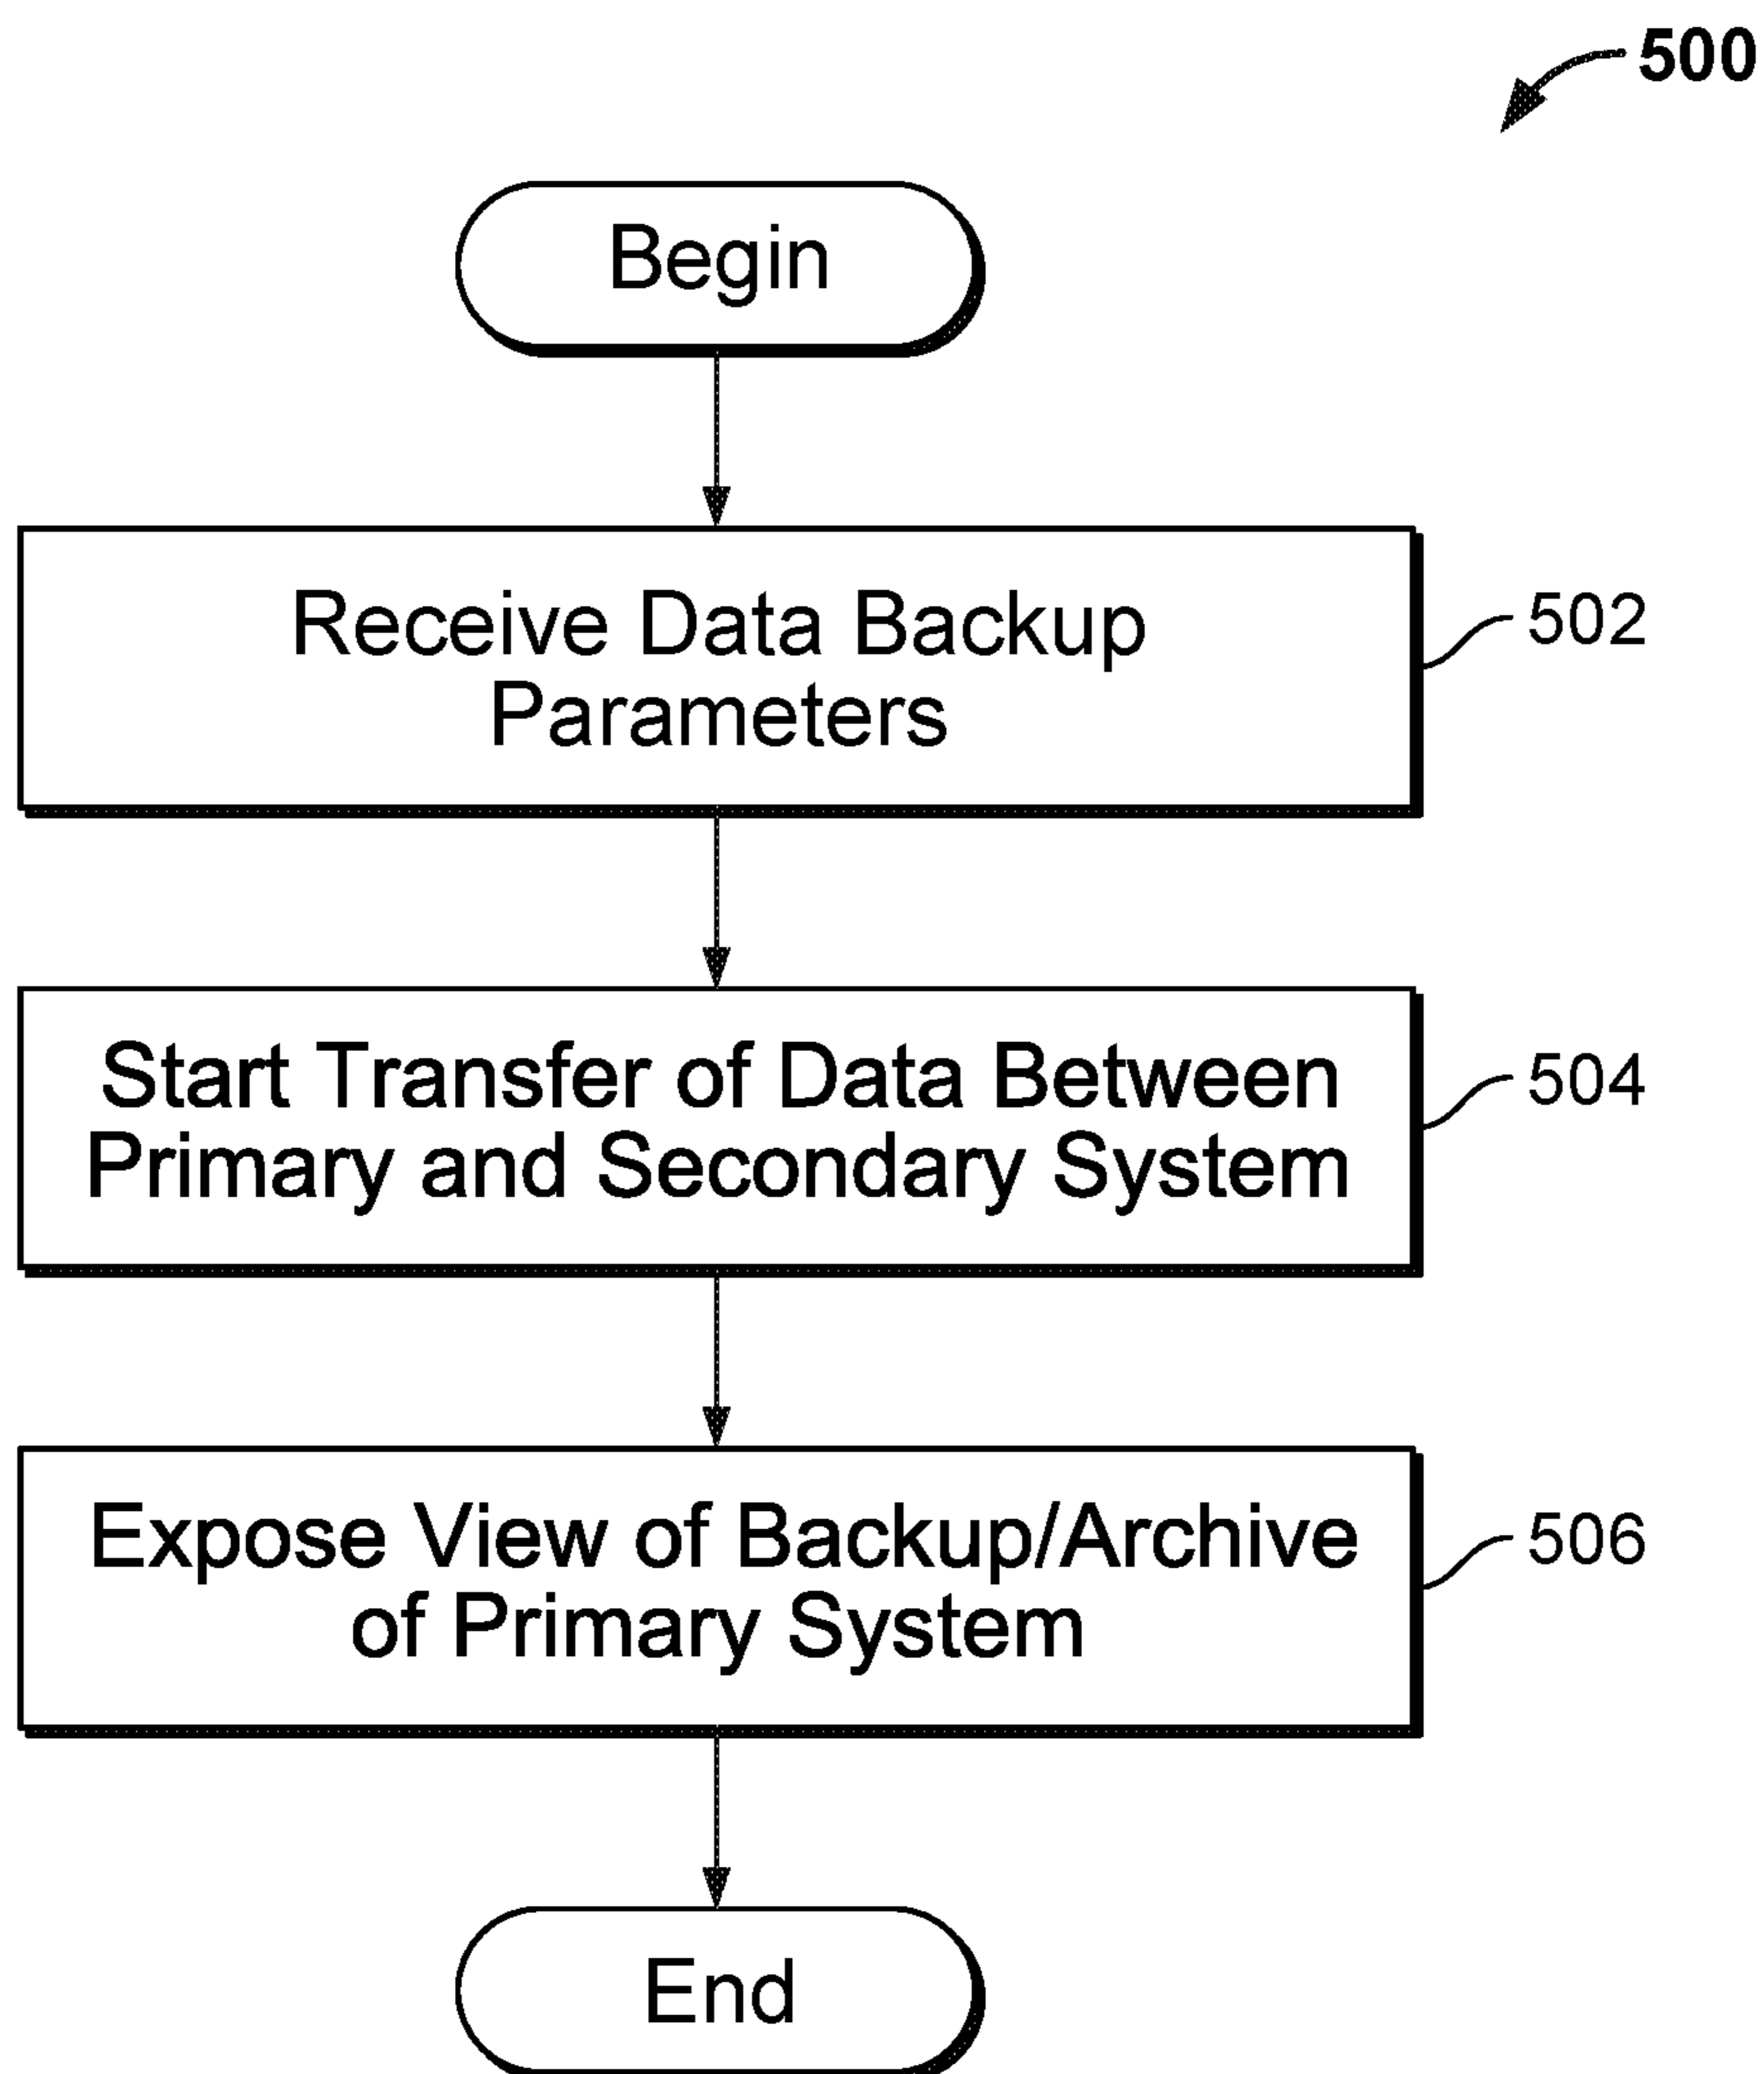 500
Begin
Receive Data Backup
Parameters
502
Start Transfer of Data Between
Primary and Secondary System
504
Expose View of Backup/Archive
of Primary System
506
End